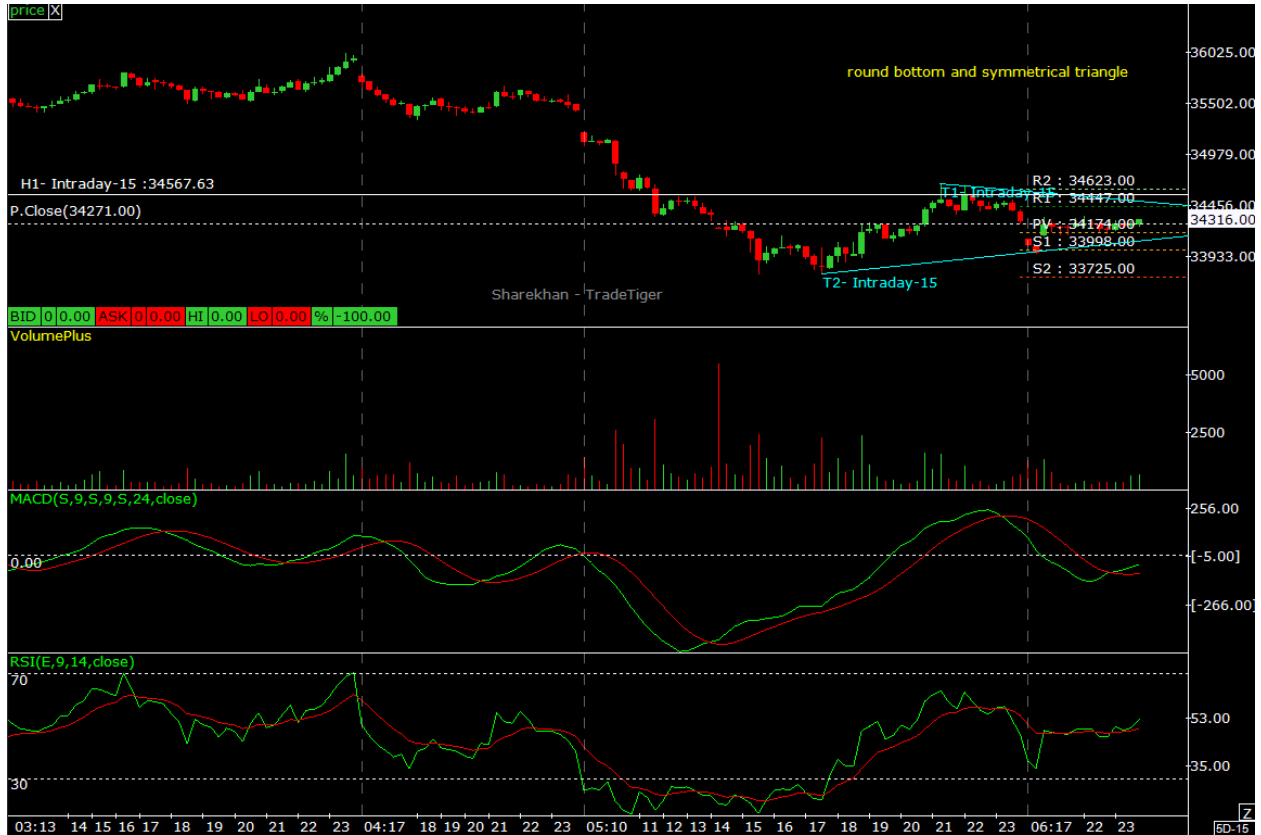 price X
36025.00
round bottom and symmetrical triangle
35502.00
34979.00
H1- Intraday-15 :34567.63
R2 : 34623.00
T1- Intraday-15
R1 : 34447.00
P.Close(34271.00)
34456.00
34316.00
PV : 34174.00
S1 : 33998.00
33933.00
S2 : 33725.00
T2- Intraday-15
Sharekhan - TradeTiger
BID 0 0.00 ASK 0 0.00 HI 0.00 LO 0.00 % -100.00
VolumePlus
5000
2500
MACD(S,9,S,9,S,24,close)
256.00
0.00
[-5.00]
[-266.00]
RSI(E,9,14,close)
70
53.00
35.00
30
03:13 14 15 16 17 18 19 20 21 22 23 04:17 18 19 20 21 22 23 05:10 11 12 13 14 15 16 17 18 19 20 21 22 23 06:17 22 23
Z
5D-15